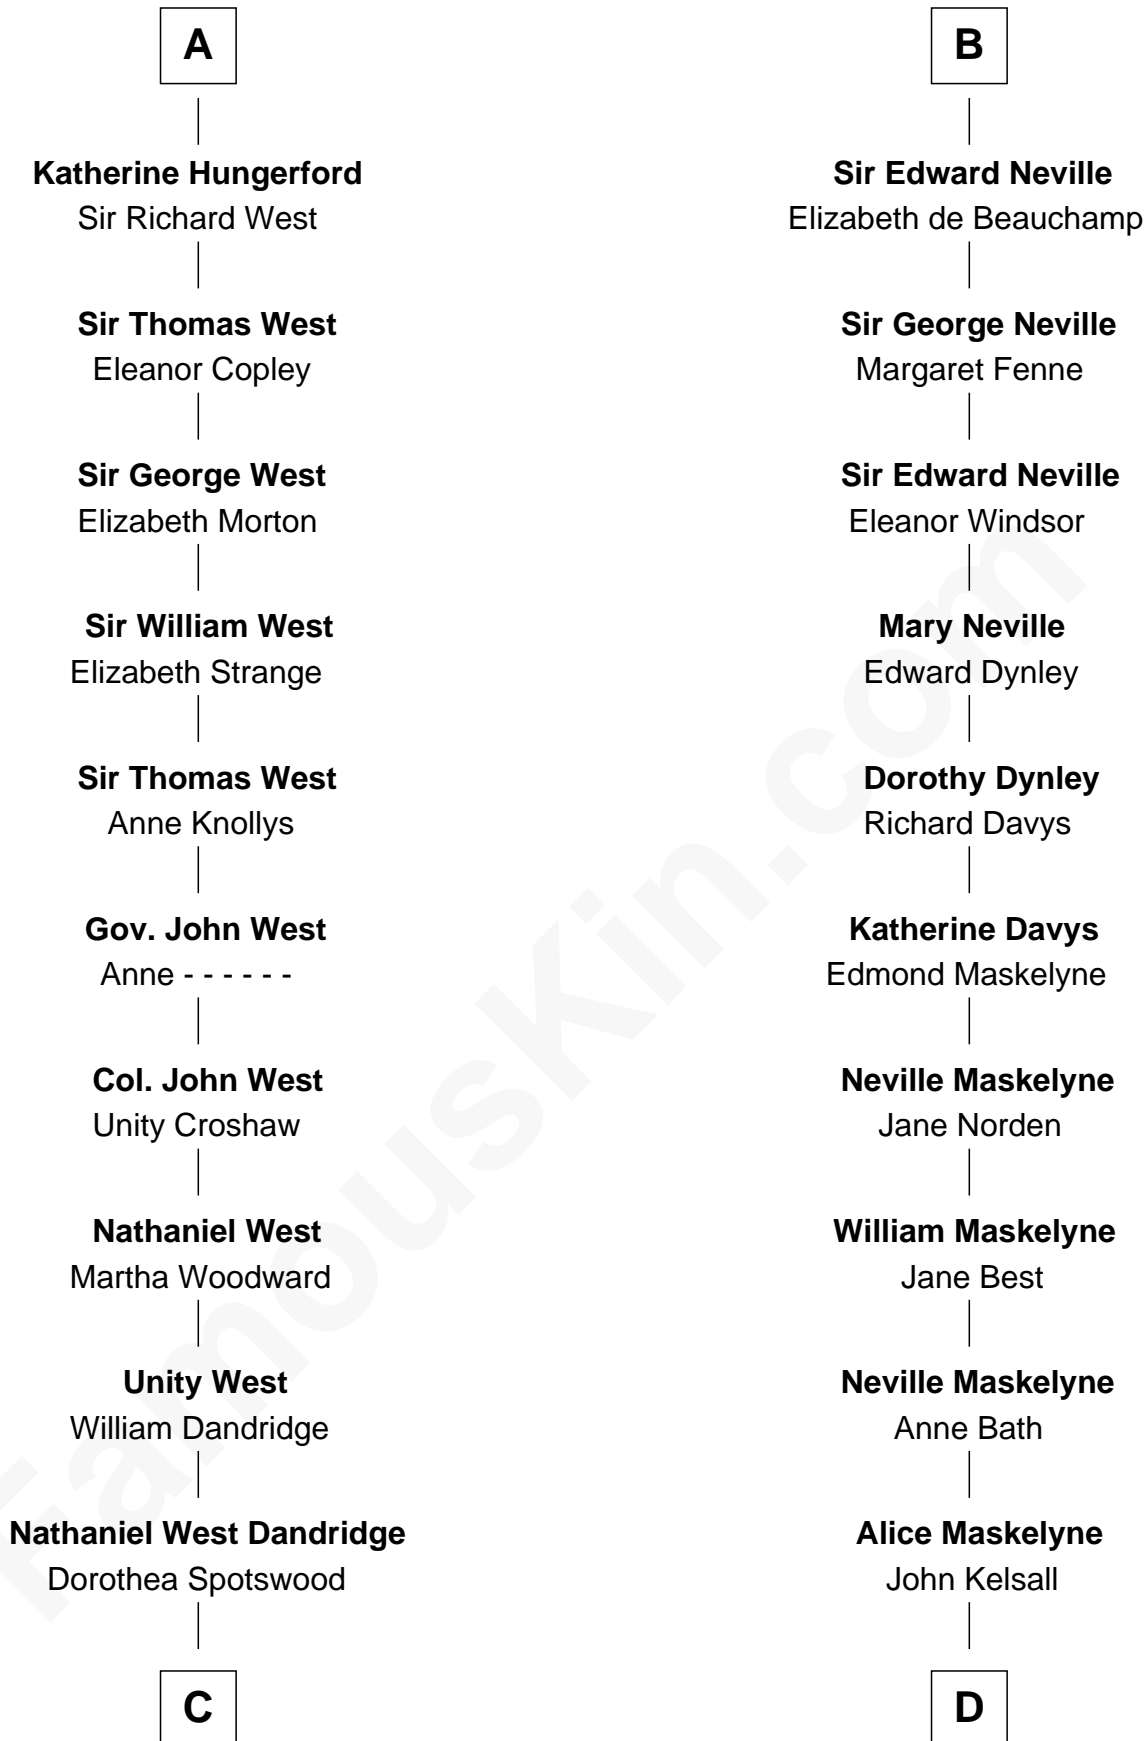 A
Katherine Hungerford
Sir Richard West
Sir Thomas West
Eleanor Copley
Sir George West
Elizabeth Morton
Sir William West
Elizabeth Strange
Sir Thomas West
Anne Knollys
Gov. John West
Anne - - - - - -
Col. John West
Unity Croshaw
Nathaniel West
Martha Woodward
Unity West
William Dandridge
Nathaniel West Dandridge
Dorothea Spotswood
C
B
Sir Edward Neville
Elizabeth de Beauchamp
Sir George Neville
Margaret Fenne
Sir Edward Neville
Eleanor Windsor
Mary Neville
Edward Dynley
Dorothy Dynley
Richard Davys
Katherine Davys
Edmond Maskelyne
Neville Maskelyne
Jane Norden
William Maskelyne
Jane Best
Neville Maskelyne
Anne Bath
Alice Maskelyne
John Kelsall
D
FamousKin.com